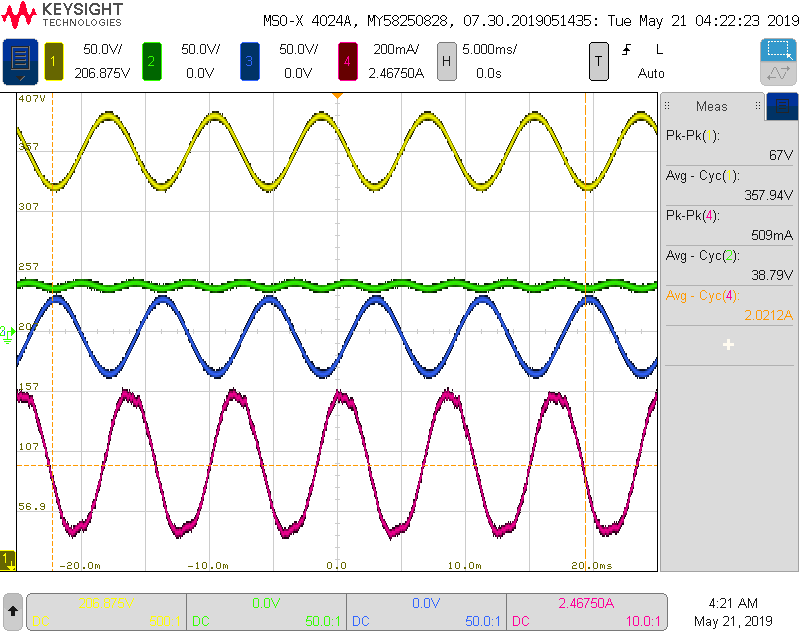 KEYSIGHT
TECHNOLOGIES
MSO-X 4024A, MY58250828, 07.30.2019051435: Tue May 21 04:22:23 2019
1 50.0V/ 2 50.0V/ 3 50.0V/ 4 200mA/ H 5.000ms/ T L
206.875V 0.0V 0.0V 2.46750A 0.0s Auto
407V
357
307
257
157
107
56.9
-20.0m -10.0m 0.0 10.0m 20.0ms
1
Meas
Pk-Pk( ):
67V
Avg - Cyc( ):
357.94V
Pk-Pk(4):
509mA
Avg - Cyc(2):
38.79V
Avg - Cyc(4):
2.0212A
206.875V 0.0V 0.0V 2.46750A
DC DC 50.0:1 DC 50.0:1 DC 10.0:1
4:21 AM
May 21, 2019